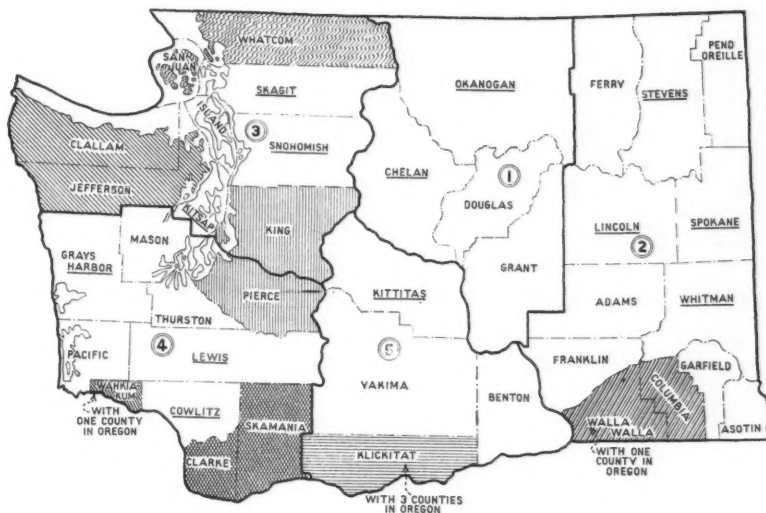 WHATCOM
SAN
JUAN
SKAGIT
ISLAND
3
SNOHOMISH
CLALLAM
JEFFERSON
KITSAP
KING
MASON
GRAYS
HARBOR
PIERCE
THURSTON
PACIFIC
4
LEWIS
WAHKIA
KUM
WITH
ONE COUNTY
IN OREGON
COWLITZ
SKAMANIA
CLARKE
OKANOGAN
CHELAN
1
DOUGLAS
GRANT
KITTITAS
5
YAKIMA
BENTON
KLICKITAT
WITH 3 COUNTIES
IN OREGON
FERRY
STEVENS
PEND
OREILLE
LINCOLN
2
SPOKANE
ADAMS
WHITMAN
FRANKLIN
GARFIELD
COLUMBIA
WALLA
WALLA
ASOTIN
WITH ONE
COUNTY IN
OREGON